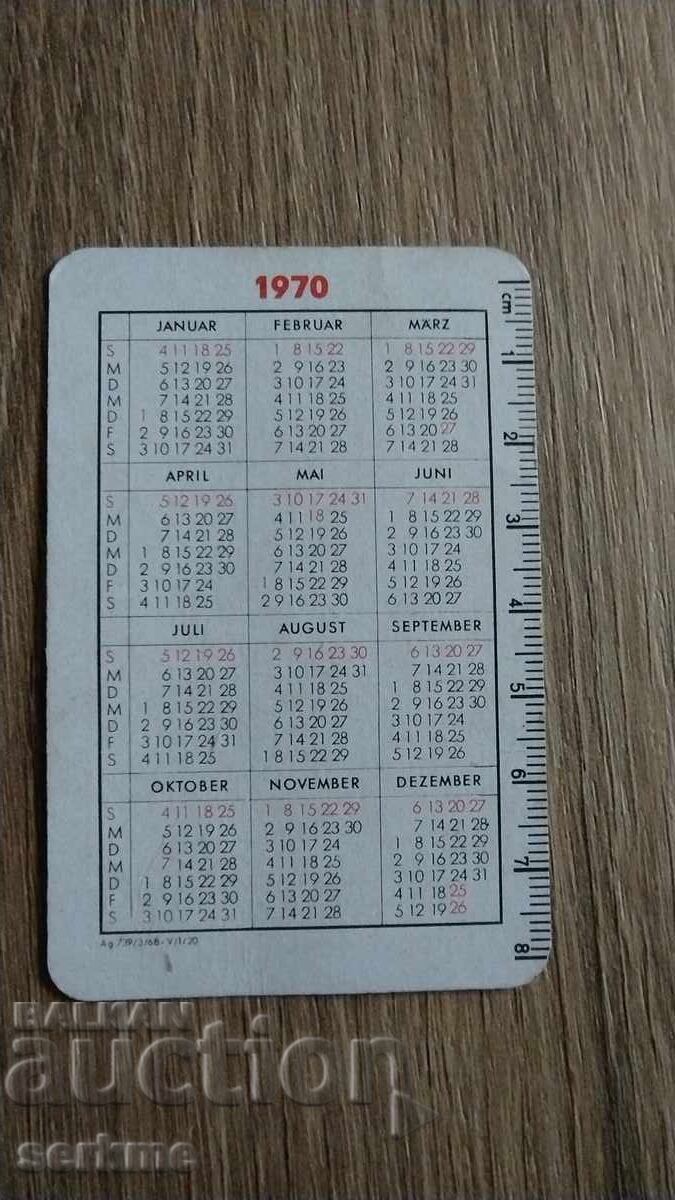 1970
cm
JANUAR FEBRUAR MÄRZ
S 4 11 18 25 1 8 15 22 1 8 15 22 29
M 5 12 19 26 2 9 16 23 2 9 16 23 30
D 6 13 20 27 3 10 17 24 3 10 17 24 31
M 7 14 21 28 4 11 18 25 4 11 18 25
D 1 8 15 22 29 5 12 19 26 5 12 19 26
F 2 9 16 23 30 6 13 20 27 6 13 20 27
S 3 10 17 24 31 7 14 21 28 7 14 21 28
APRIL MAI JUNI
S 5 12 19 26 3 10 17 24 31 7 14 21 28
M 6 13 20 27 4 11 18 25 1 8 15 22 29
D 7 14 21 28 5 12 19 26 2 9 16 23 30
M 1 8 15 22 29 6 13 20 27 3 10 17 24
D 2 9 16 23 30 7 14 21 28 4 11 18 25
F 3 10 17 24 1 8 15 22 29 5 12 19 26
S 4 11 18 25 2 9 16 23 30 6 13 20 27
JULI AUGUST SEPTEMBER
S 5 12 19 26 2 9 16 23 30 6 13 20 27
M 6 13 20 27 3 10 17 24 31 7 14 21 28
D 7 14 21 28 4 11 18 25 1 8 15 22 29
M 1 8 15 22 29 5 12 19 26 2 9 16 23 30
D 2 9 16 23 30 6 13 20 27 3 10 17 24
F 3 10 17 24 31 7 14 21 28 4 11 18 25
S 4 11 18 25 1 8 15 22 29 5 12 19 26
OKTOBER NOVEMBER DEZEMBER
S 4 11 18 25 1 8 15 22 29 6 13 20 27
M 5 12 19 26 2 9 16 23 30 7 14 21 28
D 6 13 20 27 3 10 17 24 1 8 15 22 29
M 7 14 21 28 4 11 18 25 2 9 16 23 30
D 1 8 15 22 29 5 12 19 26 3 10 17 24 31
F 2 9 16 23 30 6 13 20 27 4 11 18 25
S 3 10 17 24 31 7 14 21 28 5 12 19 26
Ag 739/3/68-V/1/20
1
2
3
4
5
6
7
8
BALKAN
auction
serkme